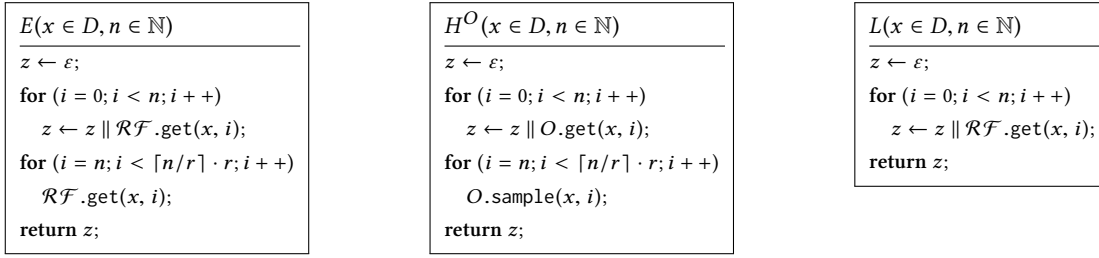 E(x ∈ D, n ∈ ℕ)
z ← ε;
for (i = 0; i < n; i + +)
z ← z ∥ ℛℱ.get(x, i);
for (i = n; i < ⌈n/r⌉ · r; i + +)
ℛℱ.get(x, i);
return z;
H^O(x ∈ D, n ∈ ℕ)
z ← ε;
for (i = 0; i < n; i + +)
z ← z ∥ O.get(x, i);
for (i = n; i < ⌈n/r⌉ · r; i + +)
O.sample(x, i);
return z;
L(x ∈ D, n ∈ ℕ)
z ← ε;
for (i = 0; i < n; i + +)
z ← z ∥ ℛℱ.get(x, i);
return z;